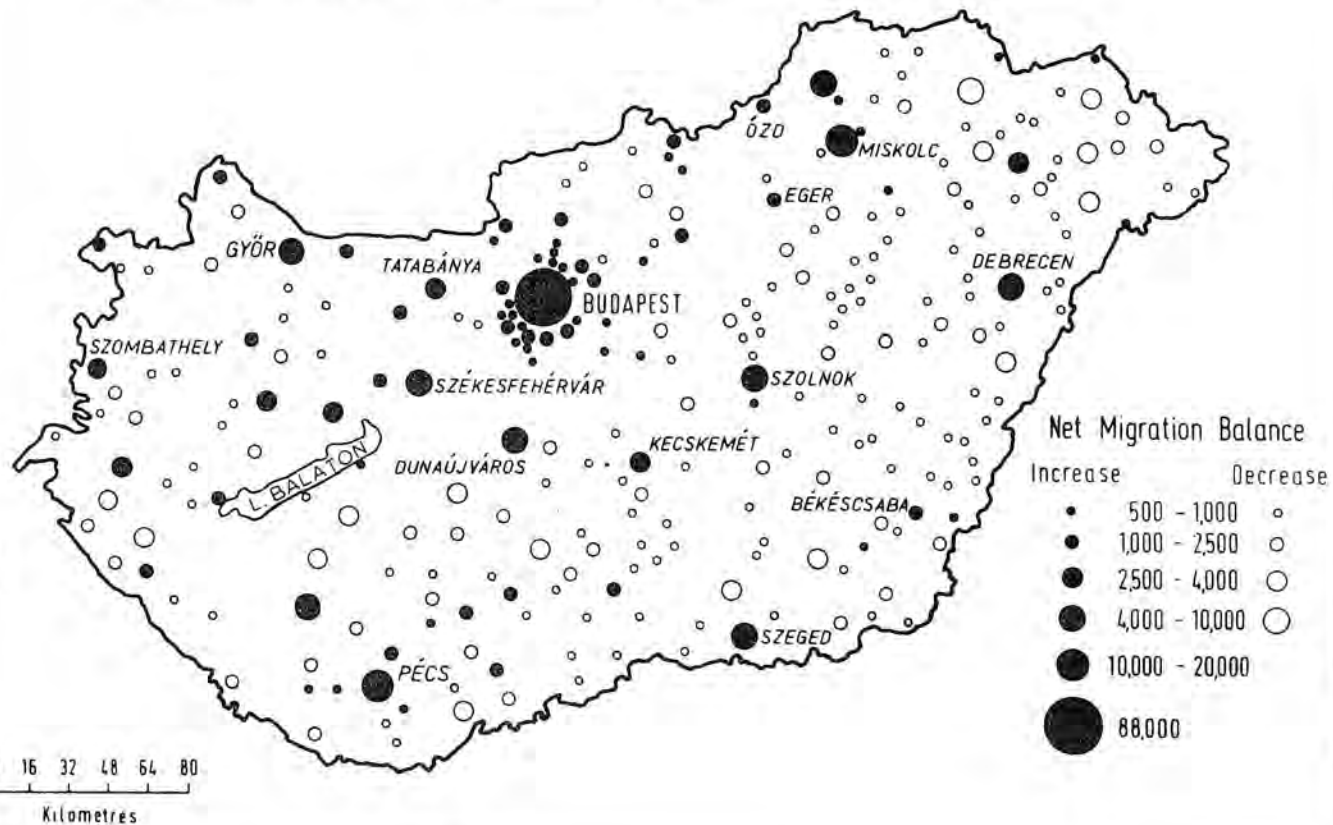 ÓZD
MISKOLC
EGER
GYŐR
TATABÁNYA
DEBRECEN
BUDAPEST
SZOMBATHELY
SZÉKESFEHÉRVÁR
SZOLNOK
KECSKEMÉT
DUNAÚJVÁROS
L. BALATON
BÉKÉSCSABA
SZEGED
PÉCS
Net Migration Balance
Increase Decrease
500 - 1,000
1,000 - 2,500
2,500 - 4,000
4,000 - 10,000
10,000 - 20,000
88,000
16 32 48 64 80
Kilometres